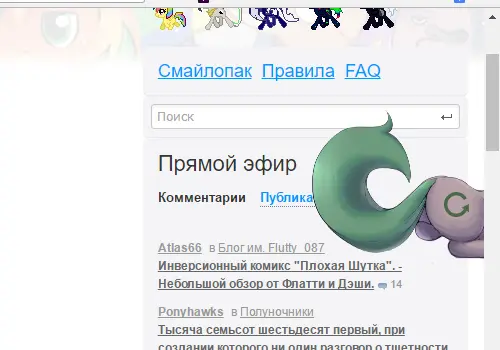 Смайлопак Правила FAQ
Поиск
Прямой эфир
Комментарии Публика
Atlas66 в Блог им. Flutty_087
Инверсионный комикс "Плохая Шутка". -
Небольшой обзор от Флатти и Дэши. 14
Ponyhawks в Полуночники
Тысяча семьсот шестьдесят первый, при
создании которого ни один разговор о тщетности